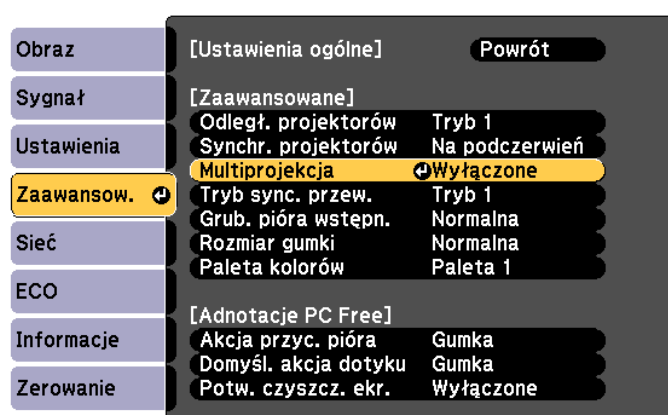 Obraz
Sygnał
Ustawienia
Zaawansow.
Sieć
ECO
Informacje
Zerowanie
[Ustawienia ogólne] Powrót
[Zaawansowane]
Odległ. projektorów Tryb 1
Synchr. projektorów Na podczerwień
Multiprojekcja Wyłączone
Tryb sync. przew. Tryb 1
Grub. pióra wstępn. Normalna
Rozmiar gumki Normalna
Paleta kolorów Paleta 1
[Adnotacje PC Free]
Akcja przyc. pióra Gumka
Domyśl. akcja dotyku Gumka
Potw. czyszcz. ekr. Wyłączone